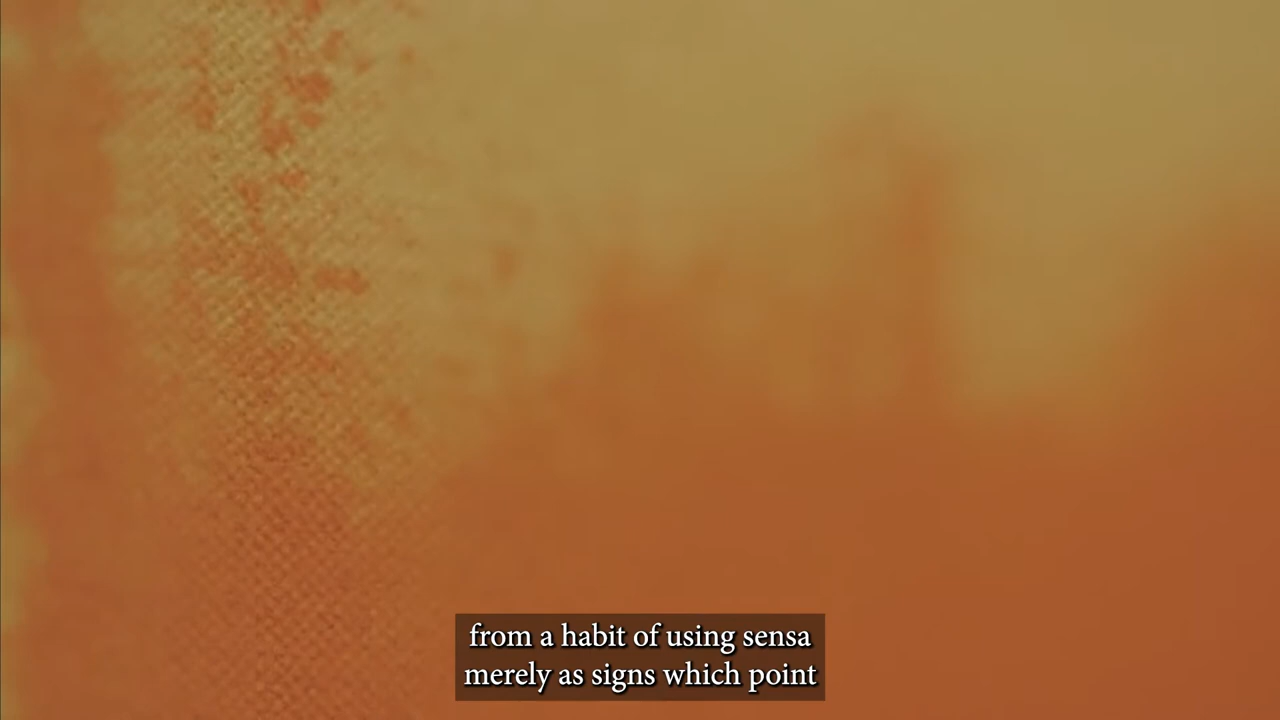 from a habit of using sensa
merely as signs which point